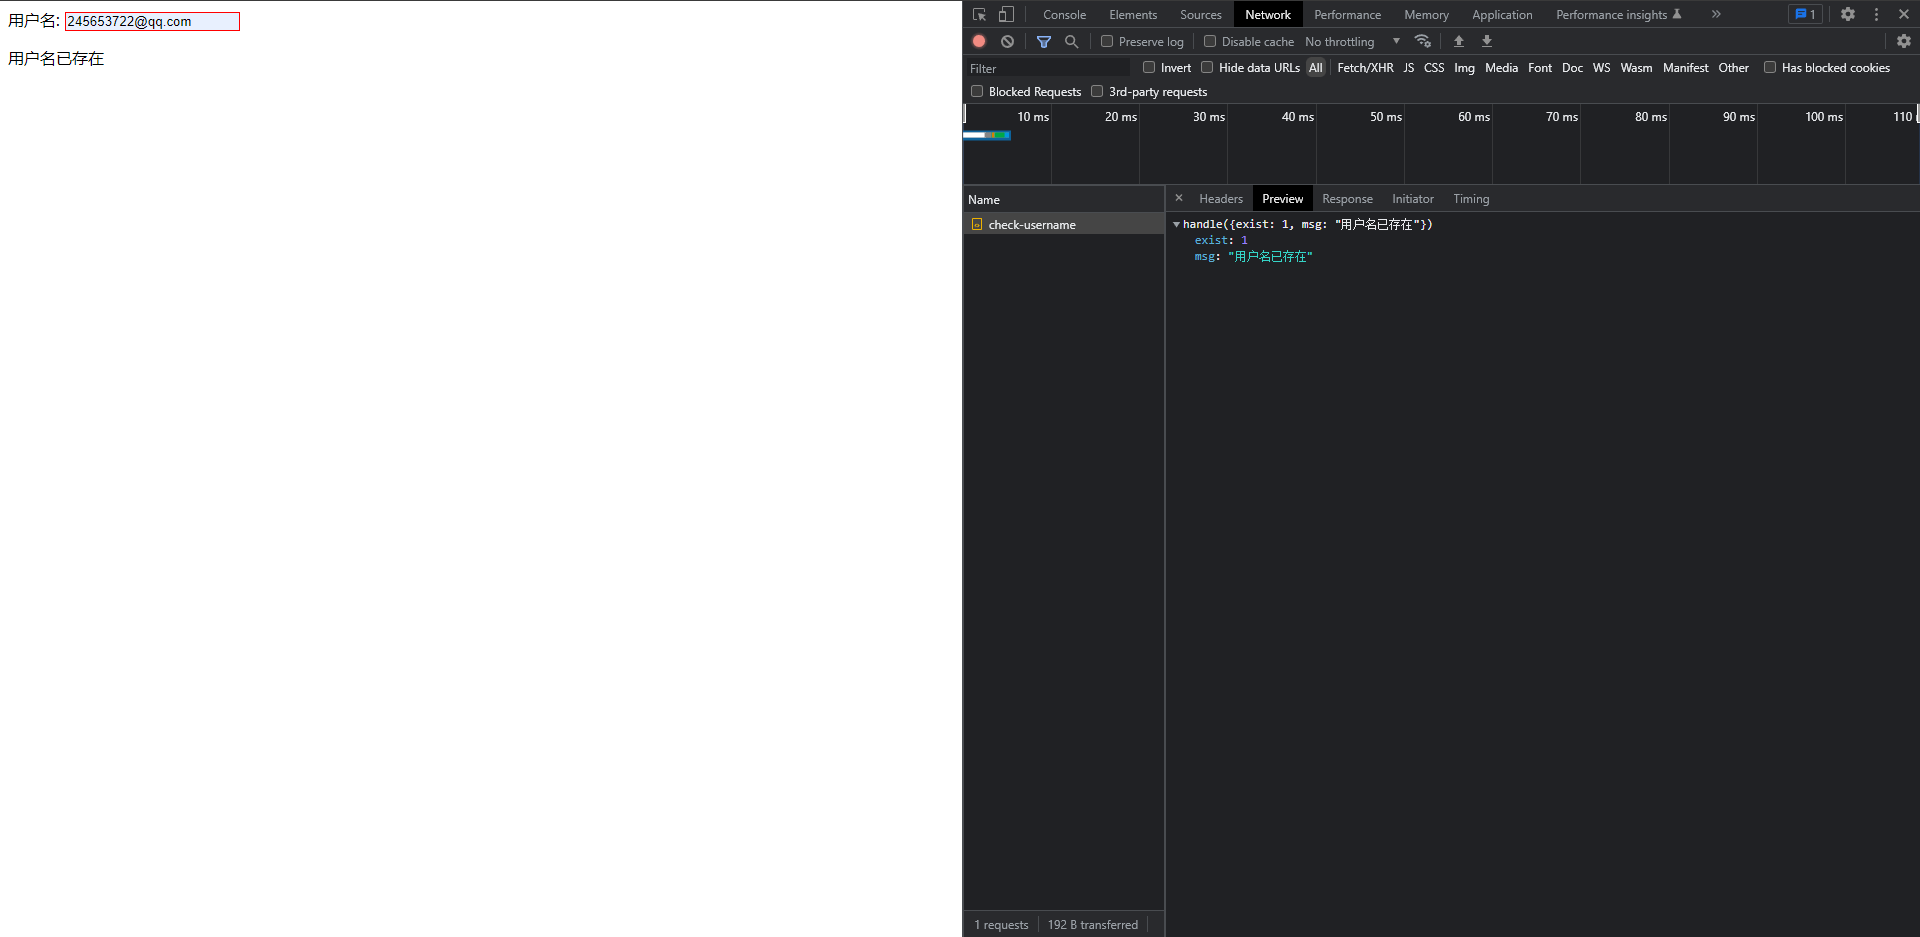 用户名: 245653722@qq.com
用户名已存在
Console Elements Sources Network Performance Memory Application Performance insights » 1
Preserve log Disable cache No throttling
Filter Invert Hide data URLs All Fetch/XHR JS CSS Img Media Font Doc WS Wasm Manifest Other Has blocked cookies
Blocked Requests 3rd-party requests
10 ms 20 ms 30 ms 40 ms 50 ms 60 ms 70 ms 80 ms 90 ms 100 ms 110
Name
check-username
× Headers Preview Response Initiator Timing
handle({exist: 1, msg: "用户名已存在"})
exist: 1
msg: "用户名已存在"
1 requests 192 B transferred